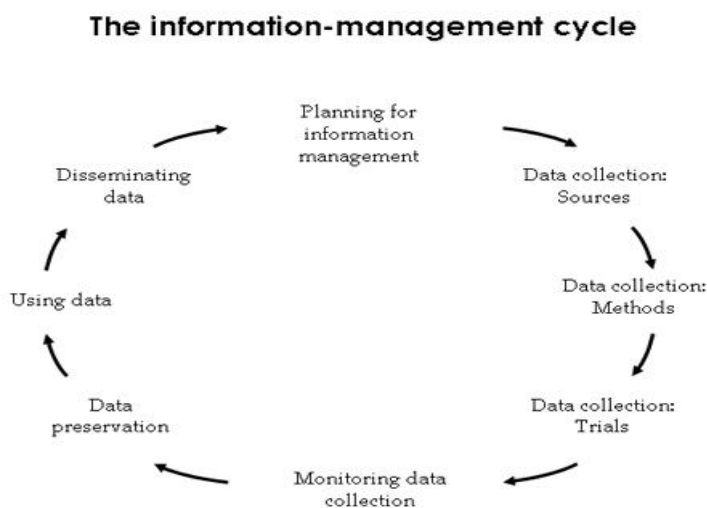 The information-management cycle
Planning for
information
management
Data collection:
Sources
Data collection:
Methods
Data collection:
Trials
Monitoring data
collection
Data
preservation
Using data
Disseminating
data